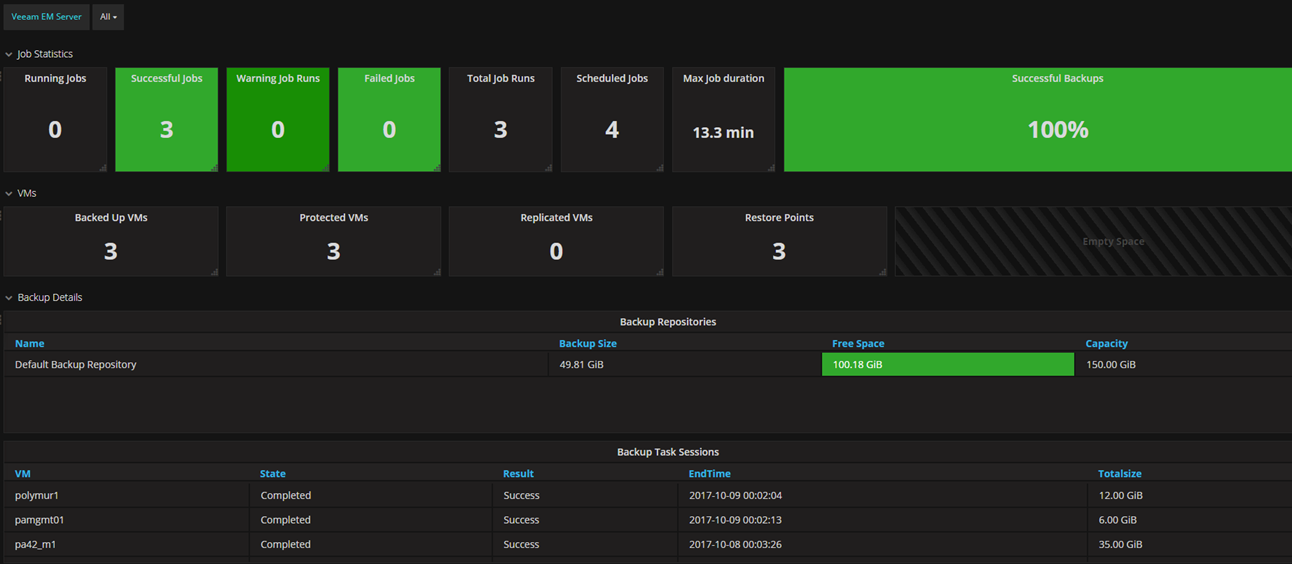 Veeam EM Server All
Job Statistics
Running Jobs Successful Jobs Warning Job Runs Failed Jobs Total Job Runs Scheduled Jobs Max Job duration Successful Backups
0 3 0 0 3 4 13.3 min 100%
VMs
Backed Up VMs Protected VMs Replicated VMs Restore Points
3 3 0 3 Empty Space
Backup Details
Backup Repositories
Name Backup Size Free Space Capacity
Default Backup Repository 49.81 GiB 100.18 GiB 150.00 GiB
Backup Task Sessions
VM State Result EndTime Totalsize
polymur1 Completed Success 2017-10-09 00:02:04 12.00 GiB
pamgmt01 Completed Success 2017-10-09 00:02:13 6.00 GiB
pa42_m1 Completed Success 2017-10-08 00:03:26 35.00 GiB